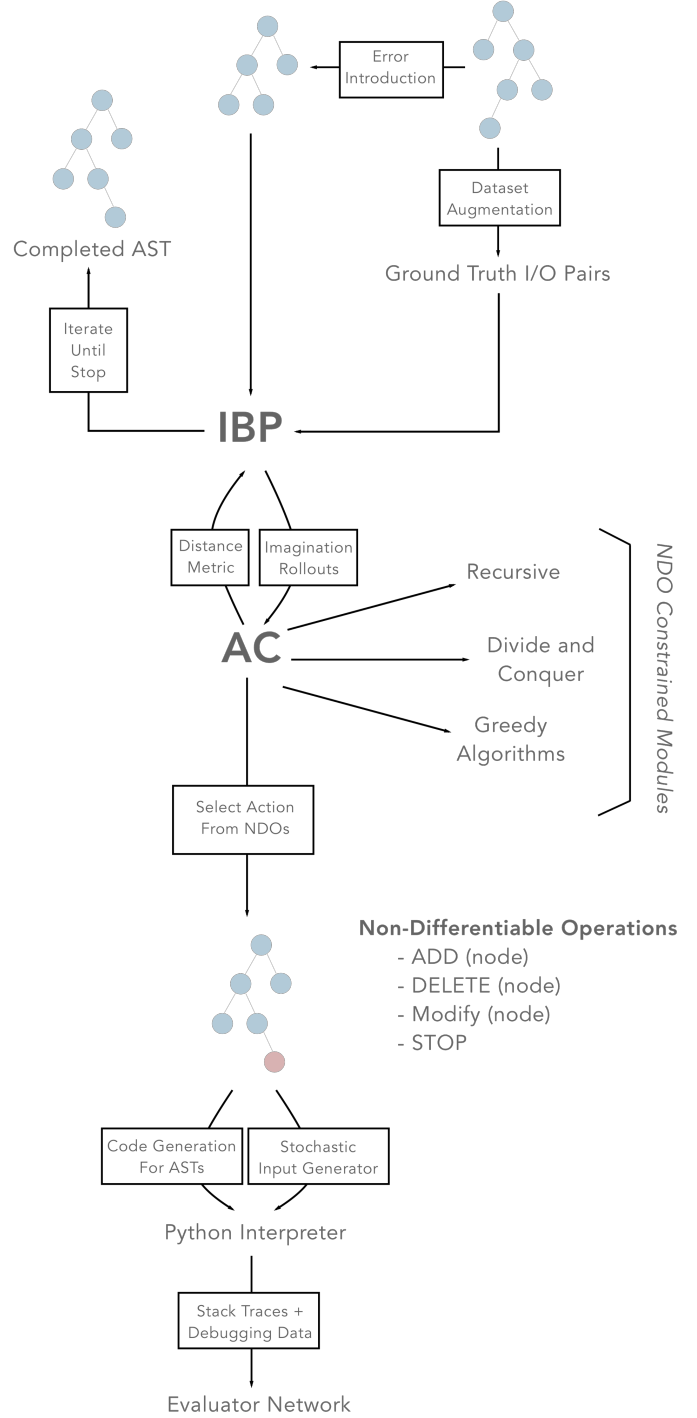 Error
Introduction
Dataset
Augmentation
Completed AST
Ground Truth I/O Pairs
Iterate
Until
Stop
IBP
Distance
Metric
Imagination
Rollouts
AC
Recursive
Divide and
Conquer
Greedy
Algorithms
NDO Constrained Modules
Select Action
From NDOs
Non-Differentiable Operations
- ADD (node)
- DELETE (node)
- Modify (node)
- STOP
Code Generation
For ASTs
Stochastic
Input Generator
Python Interpreter
Stack Traces +
Debugging Data
Evaluator Network